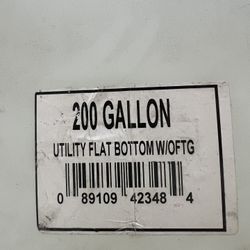 200 GALLON
UTILITY FLAT BOTTOM W/OFTG
0 89109 42348 4